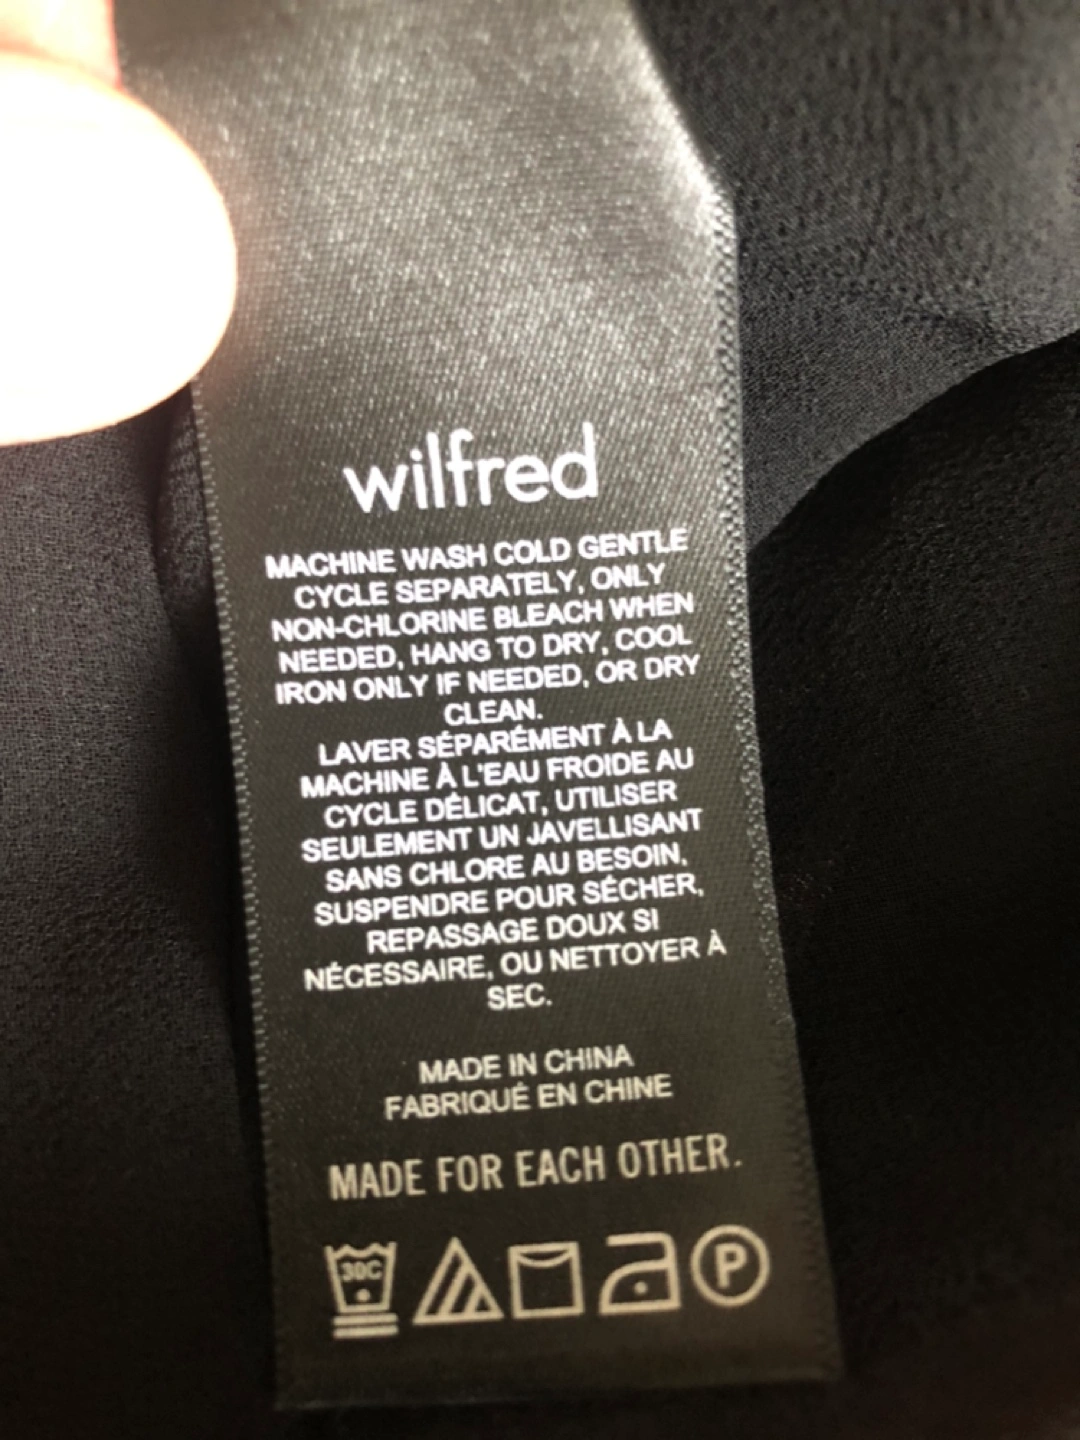 wilfred
MACHINE WASH COLD GENTLE
CYCLE SEPARATELY, ONLY
NON-CHLORINE BLEACH WHEN
NEEDED, HANG TO DRY, COOL
IRON ONLY IF NEEDED, OR DRY
CLEAN.
LAVER SÉPARÉMENT À LA
MACHINE À L'EAU FROIDE AU
CYCLE DÉLICAT, UTILISER
SEULEMENT UN JAVELLISANT
SANS CHLORE AU BESOIN,
SUSPENDRE POUR SÉCHER,
REPASSAGE DOUX SI
NÉCESSAIRE, OU NETTOYER À
SEC.
MADE IN CHINA
FABRIQUÉ EN CHINE
MADE FOR EACH OTHER.
30C P